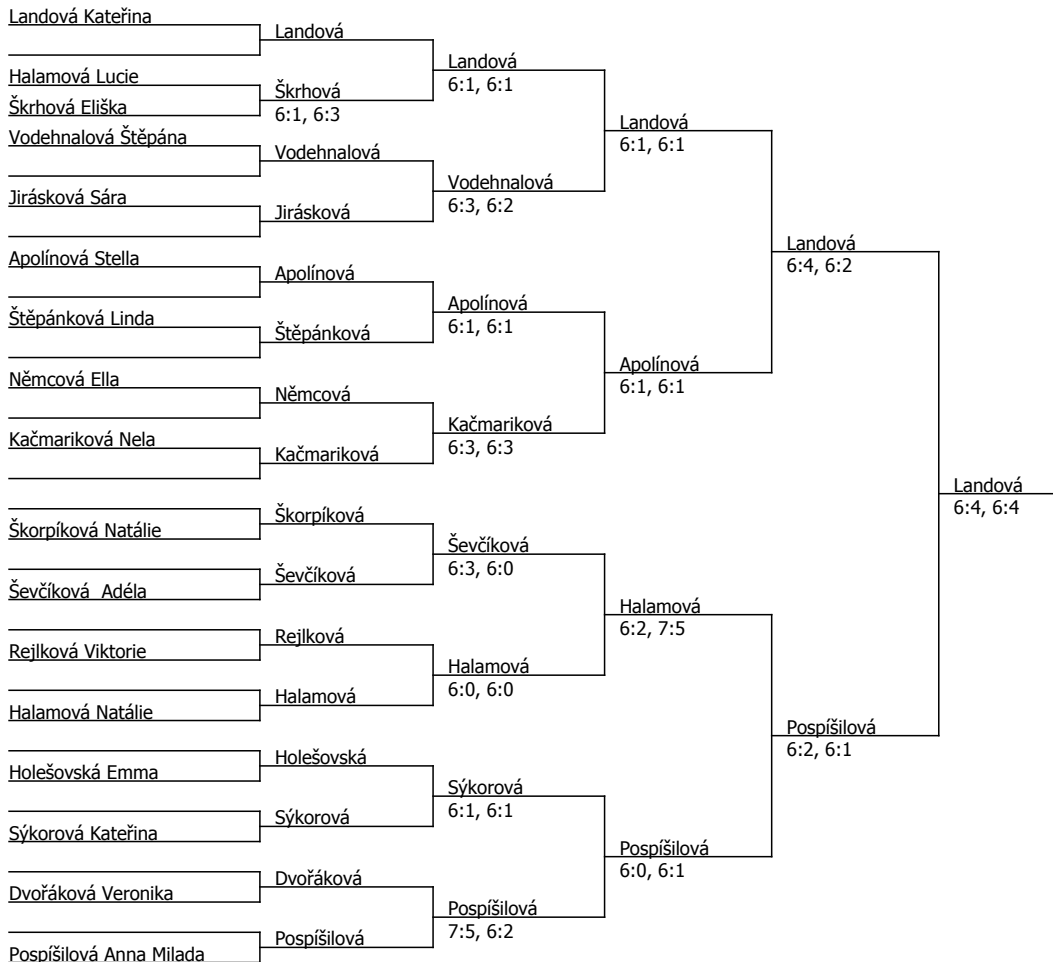 Landová Kateřina
Halamová Lucie
Škrhová Eliška
Vodehnalová Štěpána
Jirásková Sára
Apolínová Stella
Štěpánková Linda
Němcová Ella
Kačmariková Nela
Škorpíková Natálie
Ševčíková  Adéla
Rejlková Viktorie
Halamová Natálie
Holešovská Emma
Sýkorová Kateřina
Dvořáková Veronika
Pospíšilová Anna Milada
Landová
Škrhová
6:1, 6:3
Vodehnalová
Jirásková
Apolínová
Štěpánková
Němcová
Kačmariková
Škorpíková
Ševčíková
Rejlková
Halamová
Holešovská
Sýkorová
Dvořáková
Pospíšilová
Landová
6:1, 6:1
Vodehnalová
6:3, 6:2
Apolínová
6:1, 6:1
Kačmariková
6:3, 6:3
Ševčíková
6:3, 6:0
Halamová
6:0, 6:0
Sýkorová
6:1, 6:1
Pospíšilová
7:5, 6:2
Landová
6:1, 6:1
Apolínová
6:1, 6:1
Halamová
6:2, 7:5
Pospíšilová
6:0, 6:1
Landová
6:4, 6:2
Pospíšilová
6:2, 6:1
Landová
6:4, 6:4